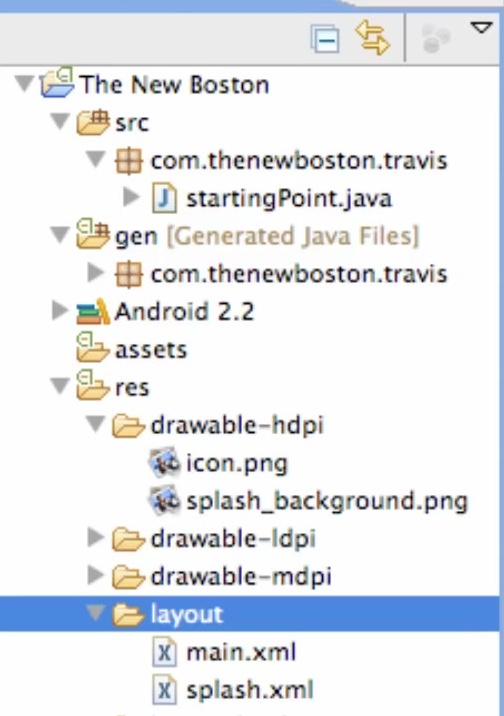 The New Boston
src
com.thenewboston.travis
startingPoint.java
gen [Generated Java Files]
com.thenewboston.travis
Android 2.2
assets
res
drawable-hdpi
icon.png
splash_background.png
drawable-ldpi
drawable-mdpi
layout
main.xml
splash.xml